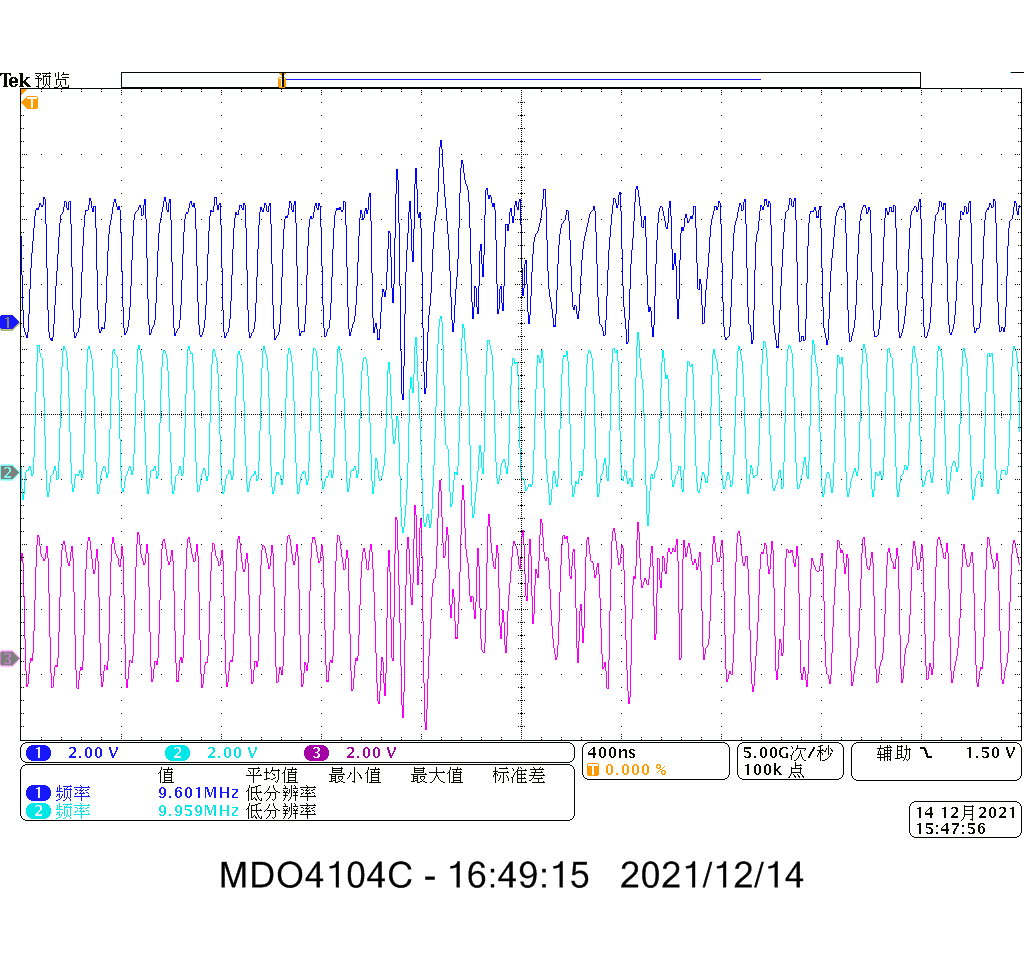 Tek 预览
T
1
2
3
1 2.00 V 2 2.00 V 3 2.00 V
400ns
T 0.000 %
5.00G次/秒
100k 点
辅助 1.50 V
值 平均值 最小值 最大值 标准差
1 频率 9.601MHz 低分辨率
2 频率 9.959MHz 低分辨率
14 12月2021
15:47:56
MDO4104C - 16:49:15 2021/12/14